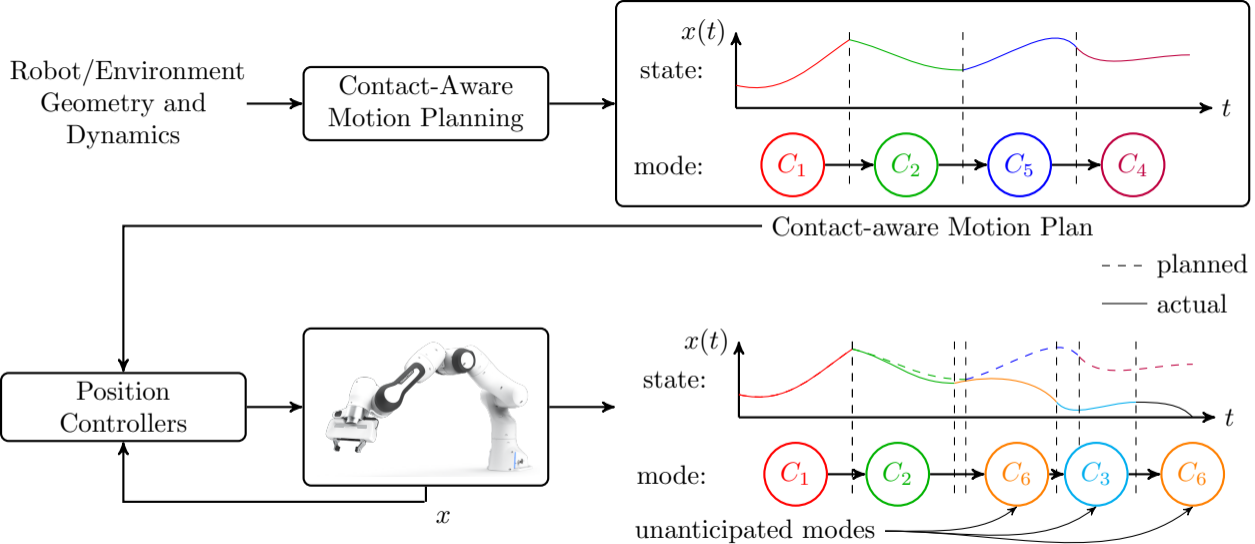 Robot/Environment
Geometry and
Dynamics
Contact-Aware
Motion Planning
x(t)
state:
t
mode:
C₁
C₂
C₅
C₄
Contact-aware Motion Plan
planned
actual
Position
Controllers
x
x(t)
state:
t
mode:
C₁
C₂
C₆
C₃
C₆
unanticipated modes